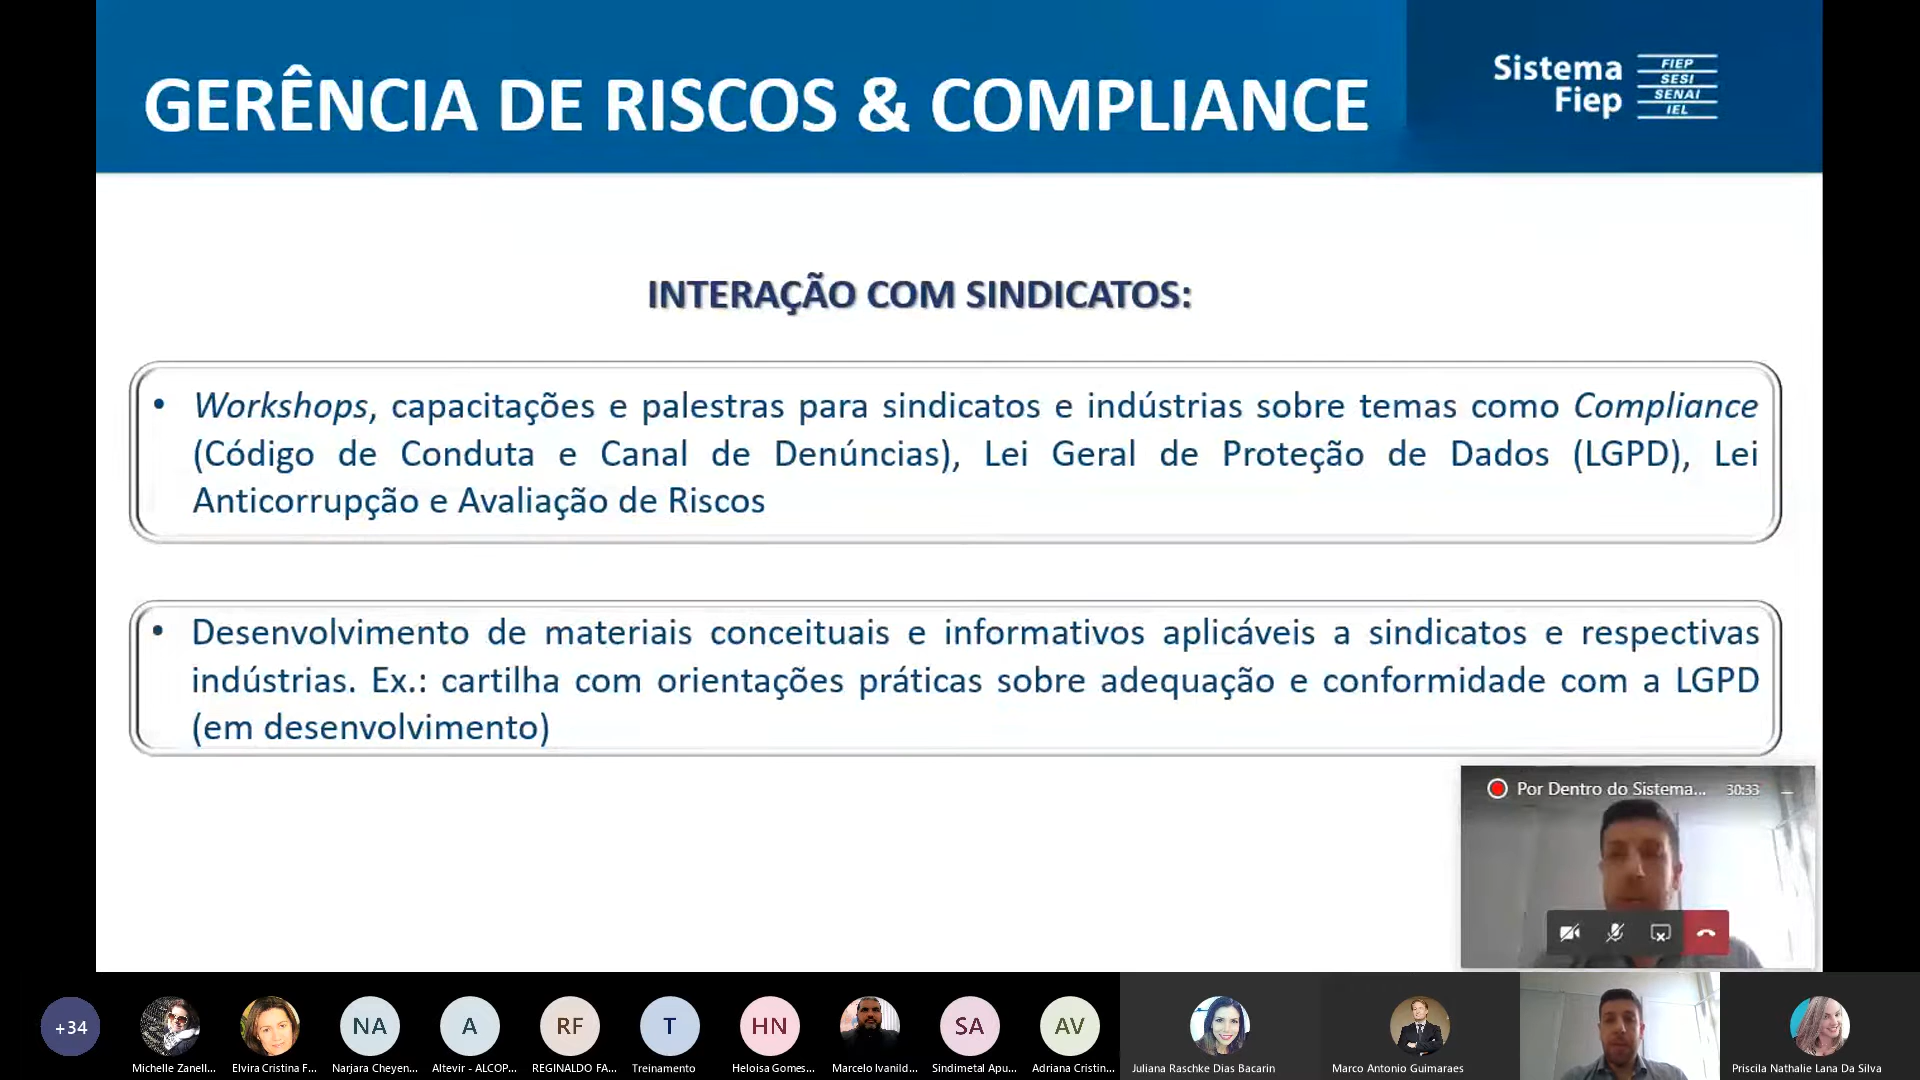 GERÊNCIA DE RISCOS & COMPLIANCE
Sistema
Fiep
FIEP
SESI
SENAI
IEL
INTERAÇÃO COM SINDICATOS:
• Workshops, capacitações e palestras para sindicatos e indústrias sobre temas como Compliance
(Código de Conduta e Canal de Denúncias), Lei Geral de Proteção de Dados (LGPD), Lei
Anticorrupção e Avaliação de Riscos
• Desenvolvimento de materiais conceituais e informativos aplicáveis a sindicatos e respectivas
indústrias. Ex.: cartilha com orientações práticas sobre adequação e conformidade com a LGPD
(em desenvolvimento)
Por Dentro do Sistema... 30:33
+34
NA
A
RF
T
HN
SA
AV
Michelle Zanell...
Elvira Cristina F...
Narjara Cheyen...
Altevir - ALCOP...
REGINALDO FA...
Treinamento
Heloisa Gomes...
Marcelo Ivanild...
Sindimetal Apu...
Adriana Cristin...
Juliana Raschke Dias Bacarin
Marco Antonio Guimaraes
Priscila Nathalie Lana Da Silva